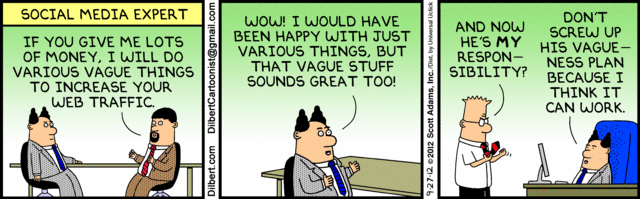 SOCIAL MEDIA EXPERT
IF YOU GIVE ME LOTS
OF MONEY, I WILL DO
VARIOUS VAGUE THINGS
TO INCREASE YOUR
WEB TRAFFIC.
Dilbert.com DilbertCartoonist@gmail.com
WOW! I WOULD HAVE
BEEN HAPPY WITH JUST
VARIOUS THINGS, BUT
THAT VAGUE STUFF
SOUNDS GREAT TOO!
9-27-12 ©2012 Scott Adams, Inc. /Dist. by Universal Uclick
AND NOW
HE'S MY
RESPON-
SIBILITY?
DON'T
SCREW UP
HIS VAGUE-
NESS PLAN
BECAUSE I
THINK IT
CAN WORK.